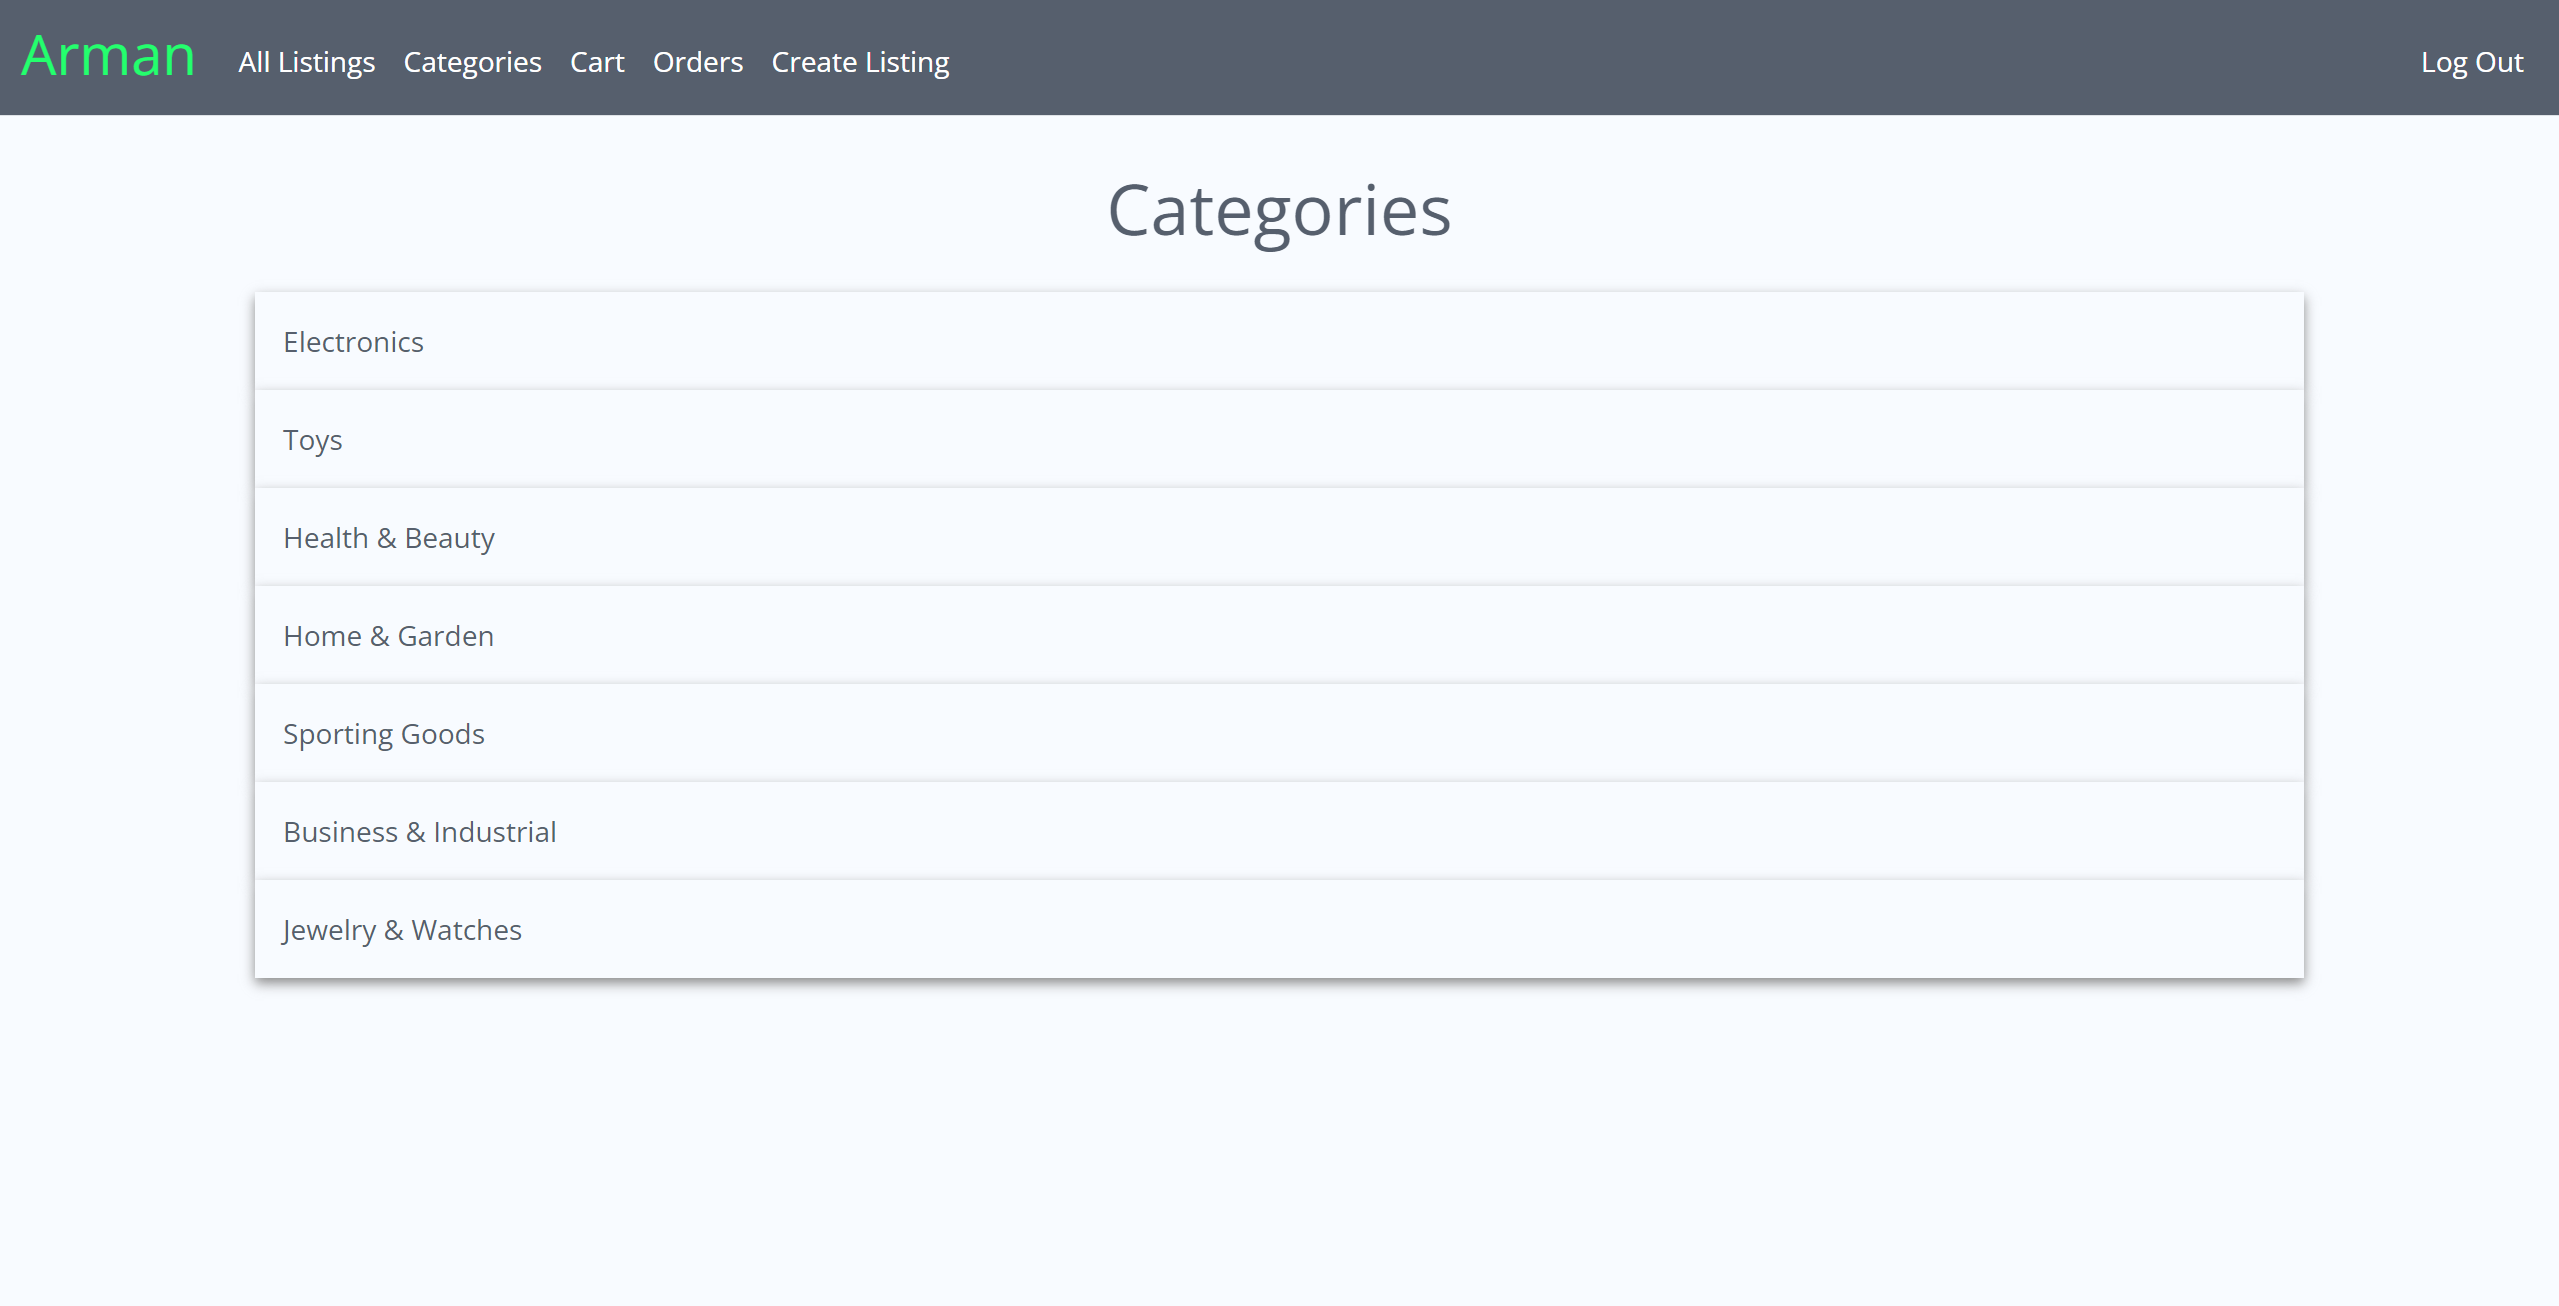 Arman All Listings Categories Cart Orders Create Listing Log Out
Categories
Electronics
Toys
Health & Beauty
Home & Garden
Sporting Goods
Business & Industrial
Jewelry & Watches